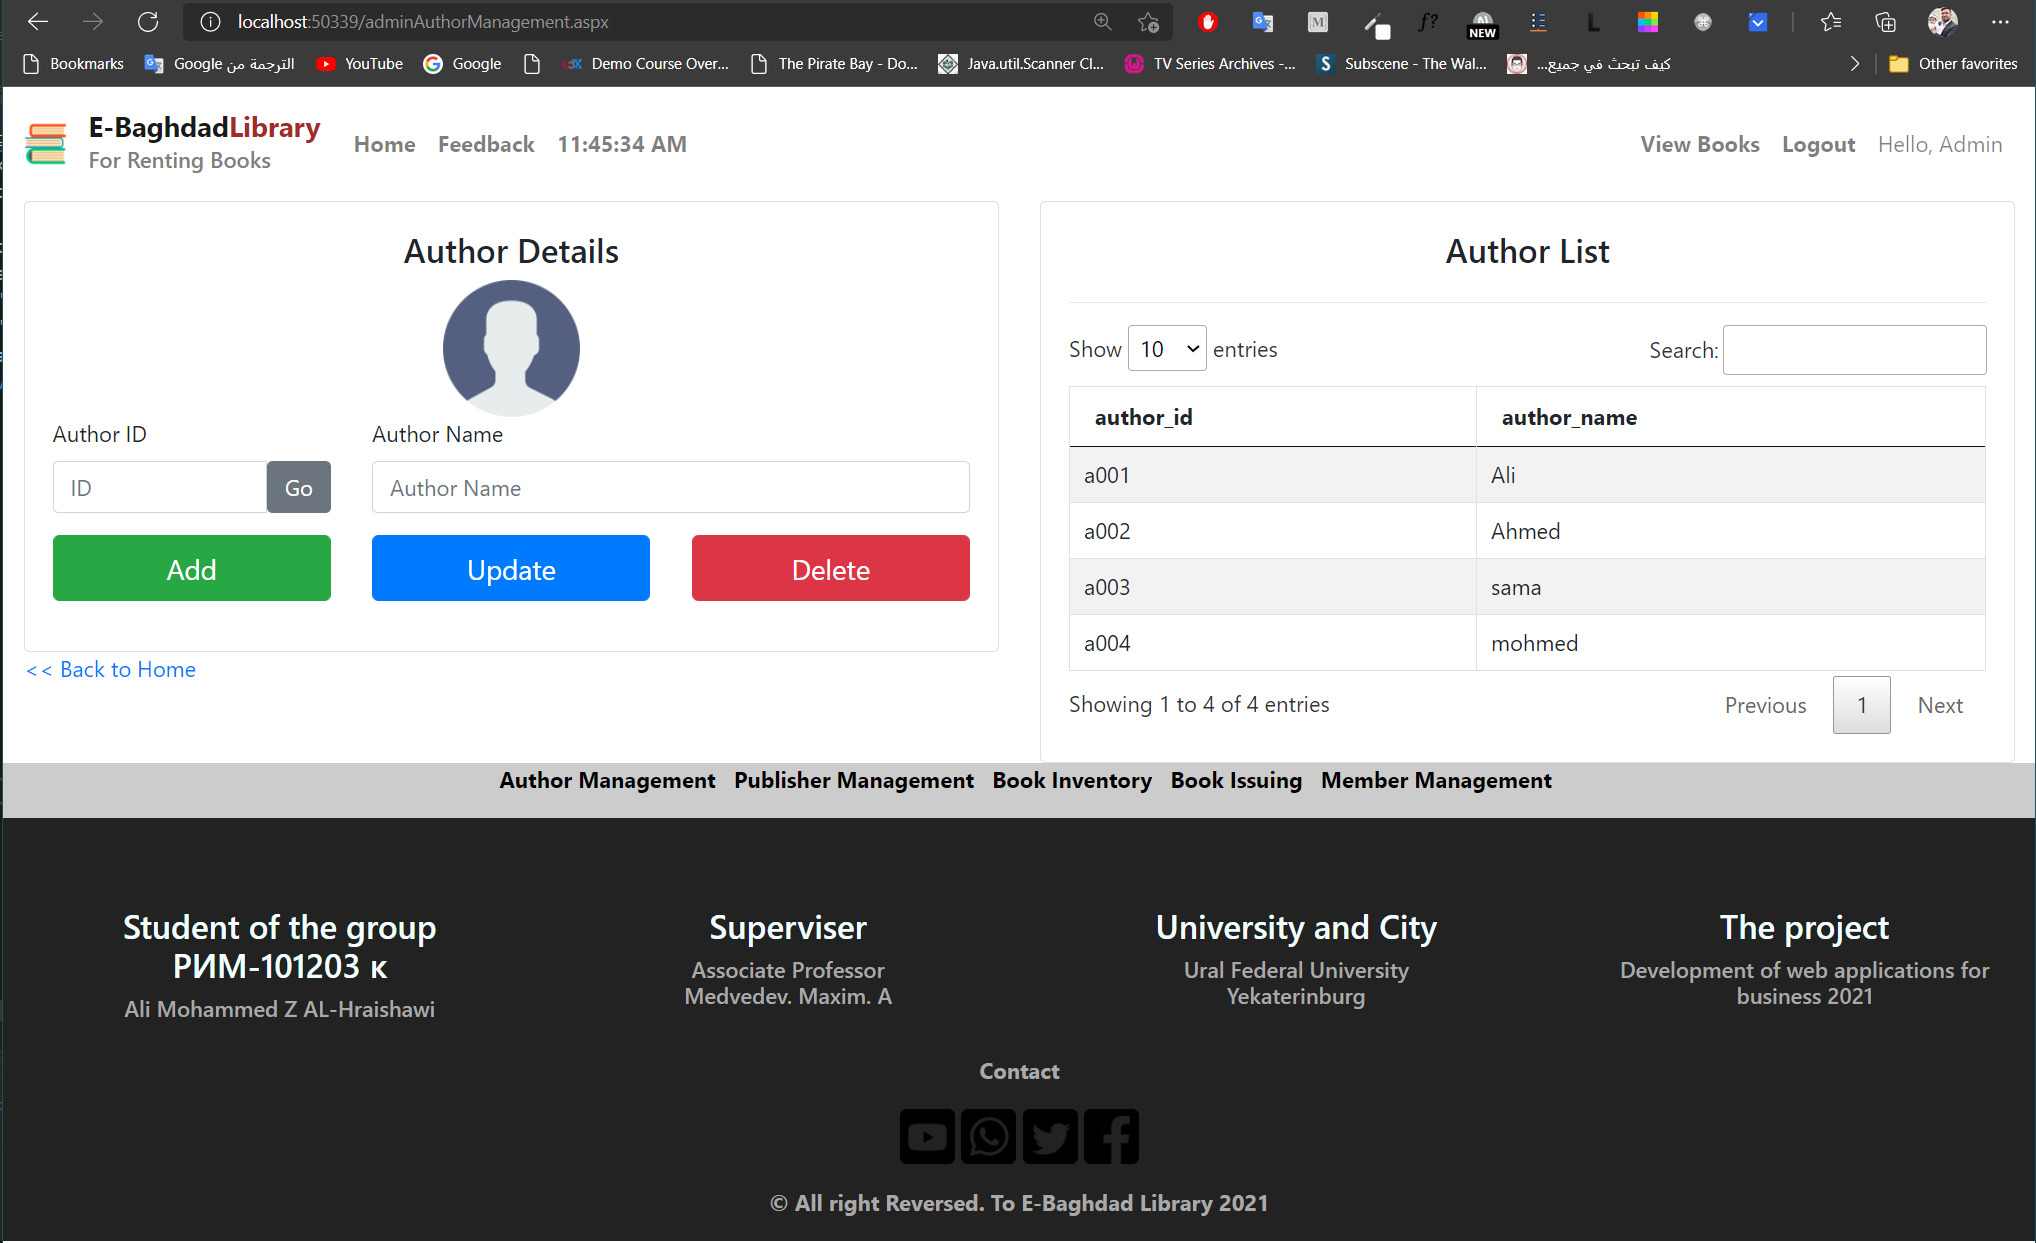 localhost:50339/adminAuthorManagement.aspx
M
f?
NEW
L
Bookmarks
Google الترجمة من
YouTube
Google
Demo Course Over...
The Pirate Bay - Do...
Java.util.Scanner Cl...
TV Series Archives -...
S
Subscene - The Wal...
كيف تبحث في جميع...
Other favorites
E-BaghdadLibrary
For Renting Books
Home Feedback 11:45:34 AM
View Books Logout Hello, Admin
Author Details
Author ID
Author Name
ID
Go
Author Name
Add
Update
Delete
<< Back to Home
Author List
Show 10 entries
Search:
author_id author_name
a001 Ali
a002 Ahmed
a003 sama
a004 mohmed
Showing 1 to 4 of 4 entries
Previous 1 Next
Author Management Publisher Management Book Inventory Book Issuing Member Management
Student of the group
РИМ-101203 к
Ali Mohammed Z AL-Hraishawi
Superviser
Associate Professor
Medvedev. Maxim. A
University and City
Ural Federal University
Yekaterinburg
The project
Development of web applications for
business 2021
Contact
© All right Reversed. To E-Baghdad Library 2021